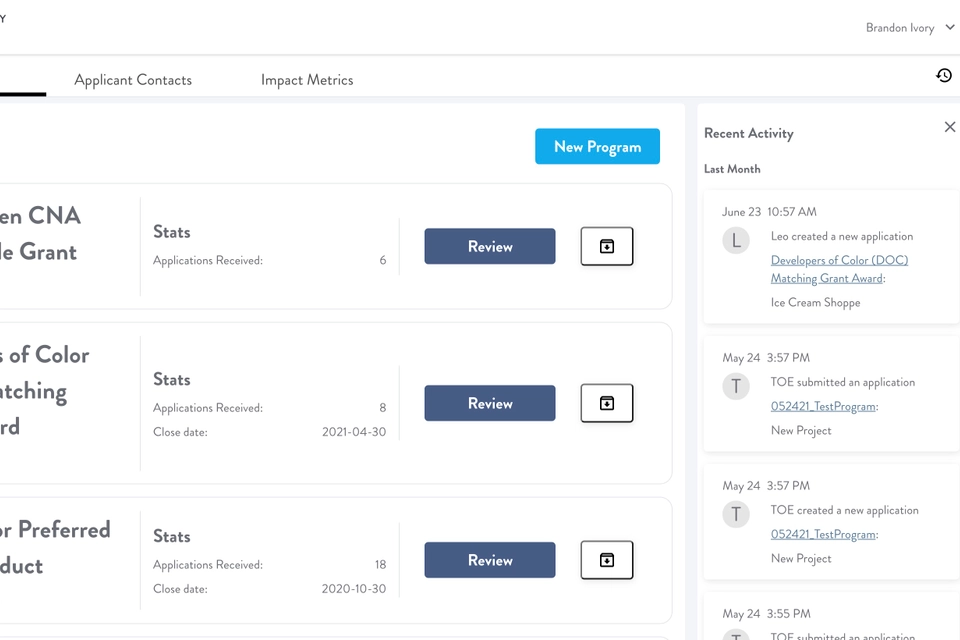 Y
Brandon Ivory
Applicant Contacts
Impact Metrics
New Program
en CNA
le Grant
Stats
Applications Received: 6
Review
s of Color
atching
rd
Stats
Applications Received: 8
Close date: 2021-04-30
Review
or Preferred
duct
Stats
Applications Received: 18
Close date: 2020-10-30
Review
Recent Activity
Last Month
June 23 10:57 AM
L
Leo created a new application
Developers of Color (DOC)
Matching Grant Award:
Ice Cream Shoppe
May 24 3:57 PM
T
TOE submitted an application
052421_TestProgram:
New Project
May 24 3:57 PM
T
TOE created a new application
052421_TestProgram:
New Project
May 24 3:55 PM
T
TOE submitted an application